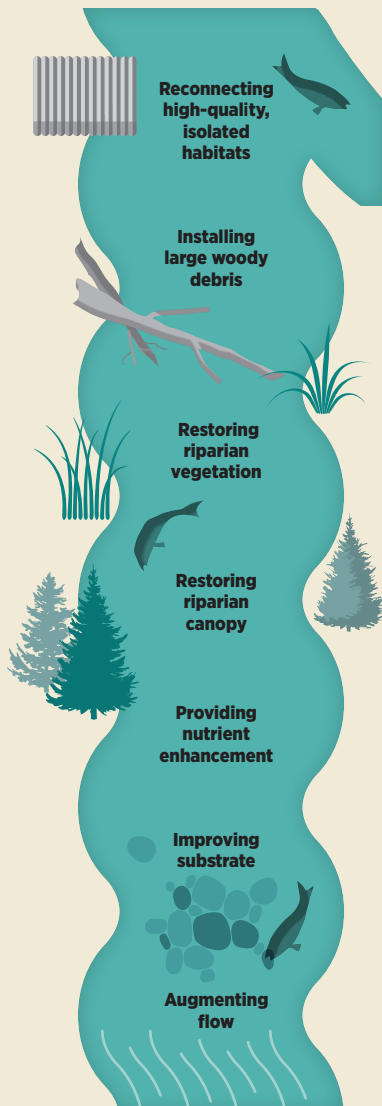 Reconnecting
high-quality,
isolated
habitats
Installing
large woody
debris
Restoring
riparian
vegetation
Restoring
riparian
canopy
Providing
nutrient
enhancement
Improving
substrate
Augmenting
flow